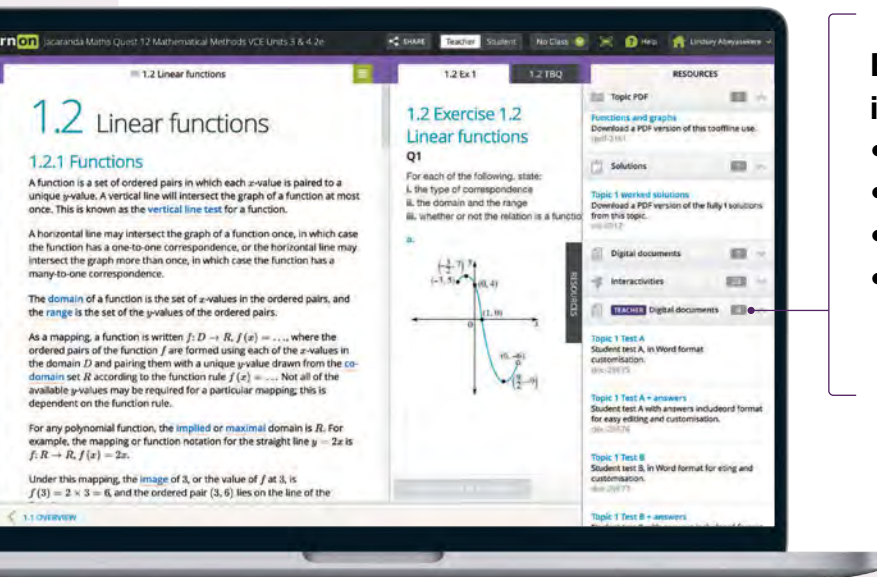 rn on Jacaranda Maths Quest 12 Mathematical Methods VCE Units 3 & 4 2e
SHARE Teacher Student No Class Help Lindsey
1.2 Linear functions
1.2 Linear functions
1.2.1 Functions
A function is a set of ordered pairs in which each x-value is paired to a
unique y-value. A vertical line will intersect the graph of a function at most
once. This is known as the vertical line test for a function.
A horizontal line may intersect the graph of a function once, in which case
the function has a one-to-one correspondence, or the horizontal line may
intersect the graph more than once, in which case the function has a
many-to-one correspondence.
The domain of a function is the set of x-values in the ordered pairs, and
the range is the set of the y-values of the ordered pairs.
As a mapping, a function is written f: D → R, f(x) = …, where the
ordered pairs of the function f are formed using each of the x-values in
the domain D and pairing them with a unique y-value drawn from the co-
domain set R according to the function rule f(x) = …. Not all of the
available y-values may be required for a particular mapping; this is
dependent on the function rule.
For any polynomial function, the implied or maximal domain is R. For
example, the mapping or function notation for the straight line y = 2x is
f: R → R, f(x) = 2x.
Under this mapping, the image of 3, or the value of f at 3, is
f(3) = 2 × 3 = 6, and the ordered pair (3, 6) lies on the line of the
1.1 OVERVIEW
1.2 Ex 1 1.2 TBQ
1.2 Exercise 1.2
Linear functions
Q1
For each of the following, state:
i. the type of correspondence
ii. the domain and the range
iii. whether or not the relation is a functio
a.
(0, 4)
(1, 0)
0
RESOURCES
RESOURCES
Topic PDF
Functions and graphs
Download a PDF version of this tooffline use.
Solutions
Topic 1 worked solutions
Download a PDF version of the fully t solutions
from this topic.
Digital documents
Interactivities
TEACHER Digital documents
Topic 1 Test A
Student test A, in Word format
customisation.
Topic 1 Test A + answers
Student test A with answers includeord format
for easy editing and customisation.
Topic 1 Test B
Student test B, in Word format for eting and
customisation.
Topic 1 Test B + answers